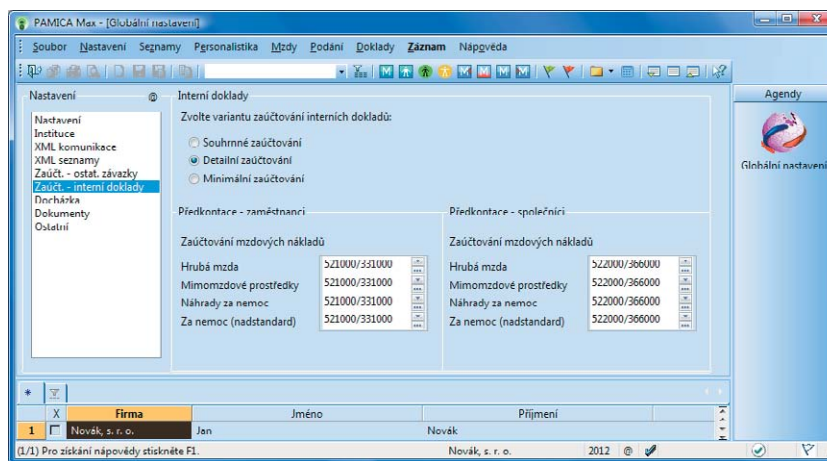 PAMICA Max - [Globální nastavení]
Soubor Nastavení Seznamy Personalistika Mzdy Podání Doklady Záznam Nápověda
Nastavení @
Nastavení
Instituce
XML komunikace
XML seznamy
Zaúčt. - ostat. závazky
Zaúčt. - interní doklady
Docházka
Dokumenty
Ostatní
Interní doklady
Zvolte variantu zaúčtování interních dokladů:
Souhrnné zaúčtování
Detailní zaúčtování
Minimální zaúčtování
Předkontace - zaměstnanci
Zaúčtování mzdových nákladů
Hrubá mzda 521000/331000
Mimomzdové prostředky 521000/331000
Náhrady za nemoc 521000/331000
Za nemoc (nadstandard) 521000/331000
Předkontace - společníci
Zaúčtování mzdových nákladů
Hrubá mzda 522000/366000
Mimomzdové prostředky 522000/366000
Náhrady za nemoc 522000/366000
Za nemoc (nadstandard) 522000/366000
Agendy
Globální nastavení
* 
X Firma Jméno Příjmení
1 Novák, s. r. o. Jan Novák
(1/1) Pro získání nápovědy stiskněte F1. Novák, s. r. o. 2012 @